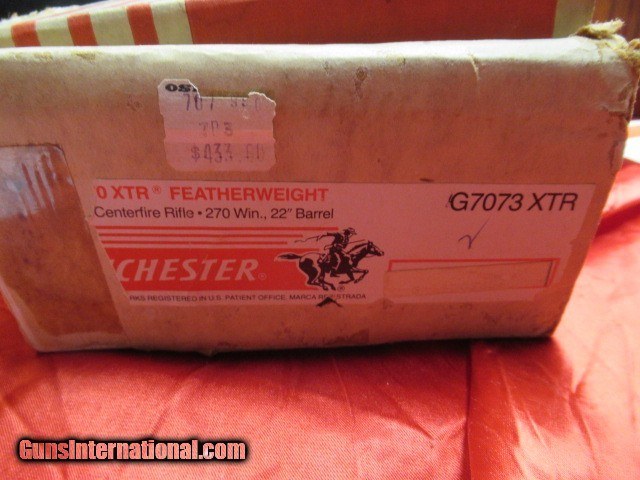 OS
$433.
0 XTR® FEATHERWEIGHT
Centerfire Rifle • 270 Win., 22" Barrel
G7073 XTR
CHESTER®
RKS REGISTERED IN U.S. PATENT OFFICE. MARCA REGISTRADA
GunsInternational.com